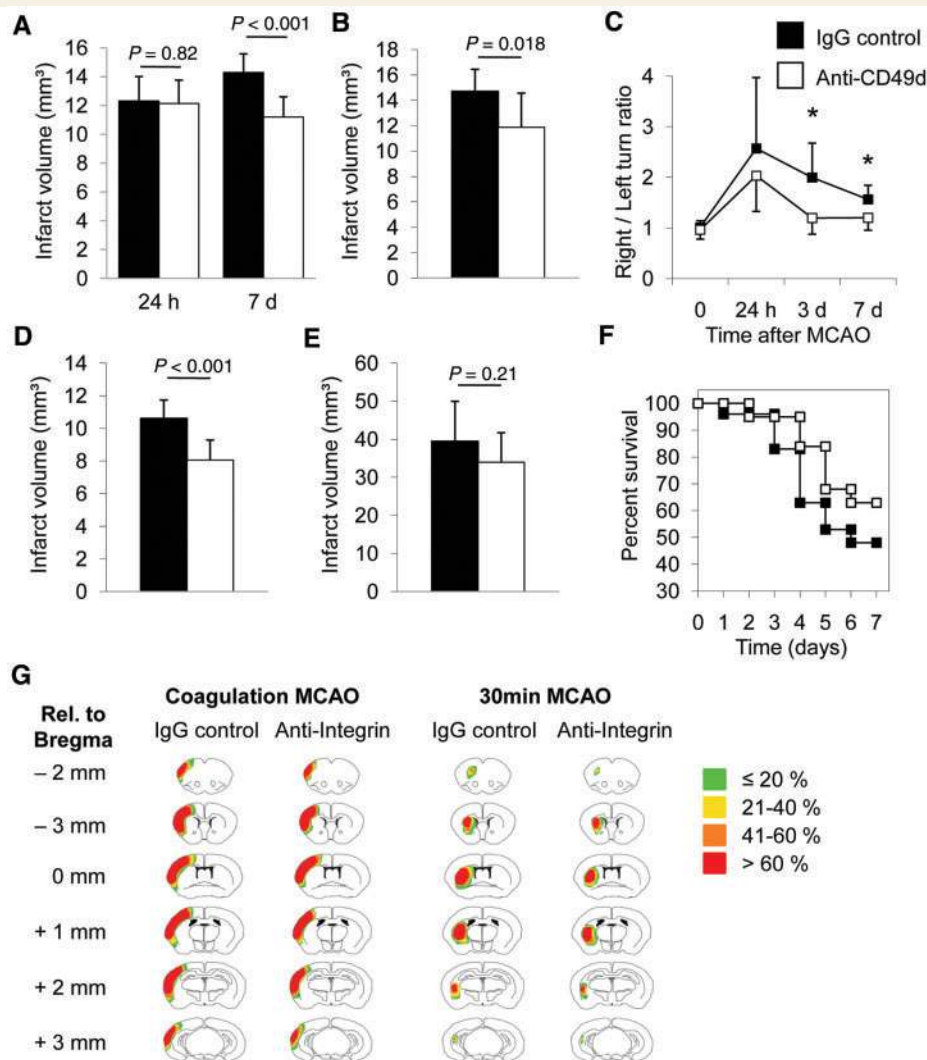 A
P = 0.82
P < 0.001
Infarct volume (mm³)
16
14
12
10
8
6
4
2
0
24 h
7 d
B
P = 0.018
Infarct volume (mm³)
18
16
14
12
10
8
6
4
2
0
C
IgG control
Anti-CD49d
Right / Left turn ratio
4
3
2
1
0
*
*
0
24 h
3 d
7 d
Time after MCAO
D
P < 0.001
Infarct volume (mm³)
14
12
10
8
6
4
2
0
E
P = 0.21
Infarct volume (mm³)
60
50
40
30
20
10
0
F
Percent survival
100
90
80
70
60
50
40
30
0 1 2 3 4 5 6 7
Time (days)
G
Rel. to
Bregma
Coagulation MCAO
30min MCAO
IgG control
Anti-Integrin
IgG control
Anti-Integrin
– 2 mm
– 3 mm
0 mm
+ 1 mm
+ 2 mm
+ 3 mm
≤ 20 %
21-40 %
41-60 %
> 60 %